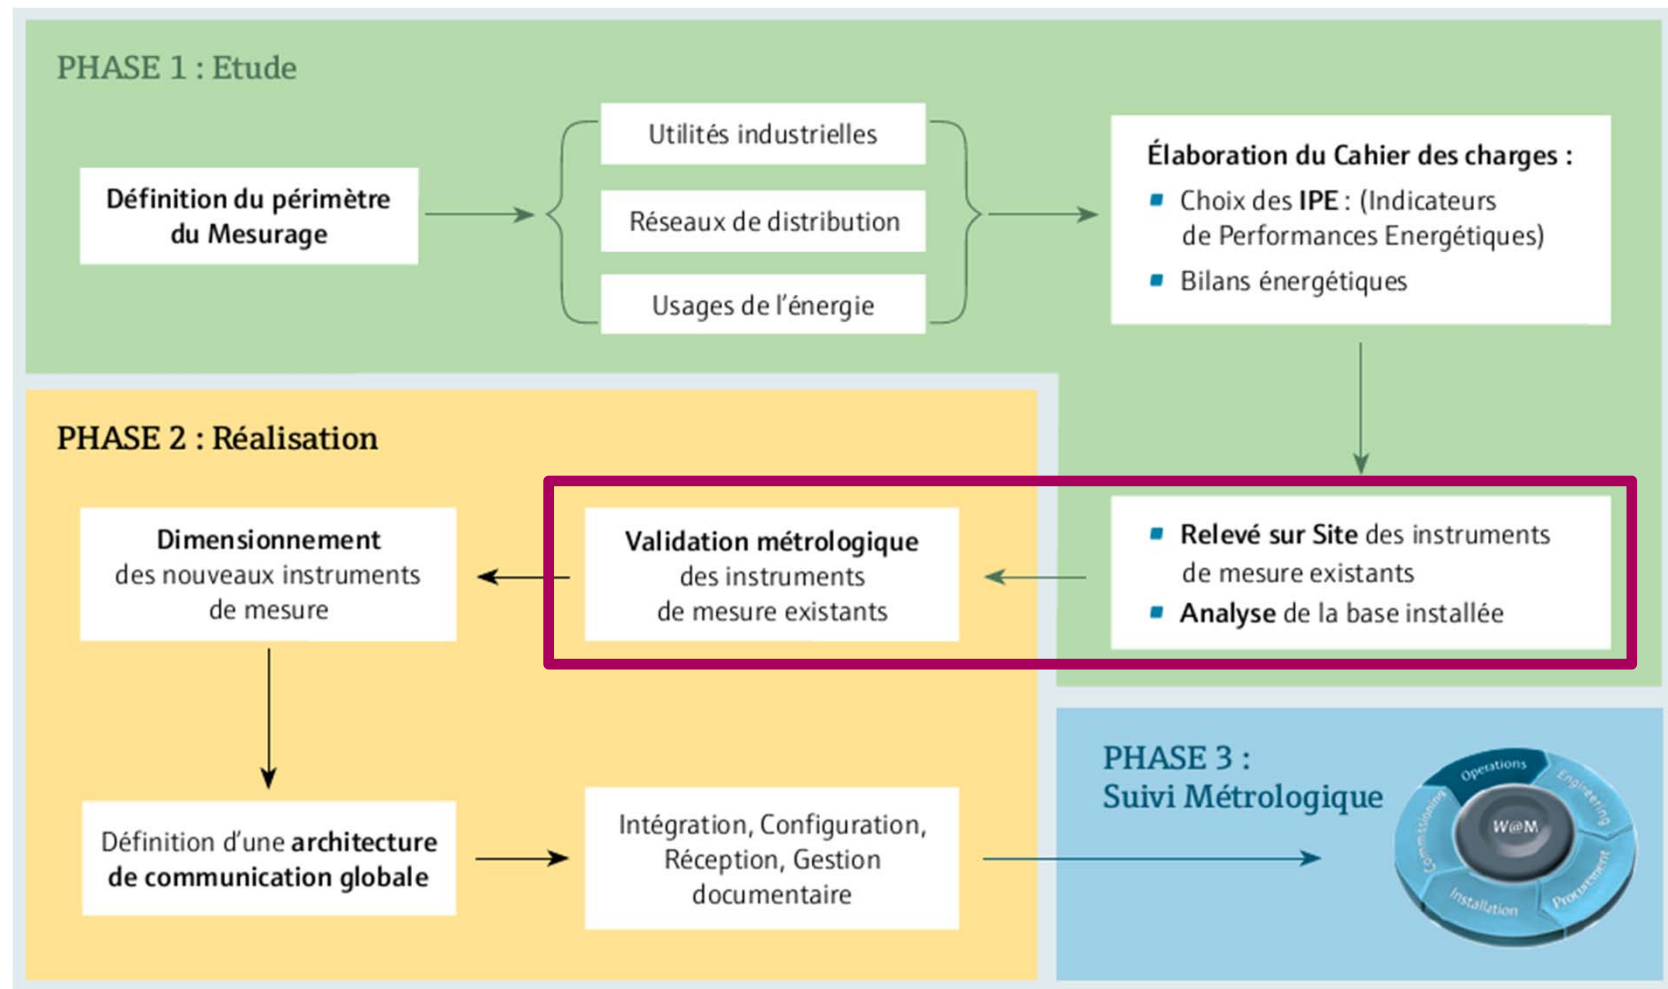 PHASE 1 : Etude
Définition du périmètre
du Mesurage
Utilités industrielles
Réseaux de distribution
Usages de l'énergie
Élaboration du Cahier des charges :
Choix des IPE : (Indicateurs
de Performances Energétiques)
Bilans énergétiques
Relevé sur Site des instruments
de mesure existants
Analyse de la base installée
PHASE 2 : Réalisation
Validation métrologique
des instruments
de mesure existants
Dimensionnement
des nouveaux instruments
de mesure
Définition d'une architecture
de communication globale
Intégration, Configuration,
Réception, Gestion
documentaire
PHASE 3 :
Suivi Métrologique
Operations
Engineering
Procurement
Installation
Commissioning
W@M